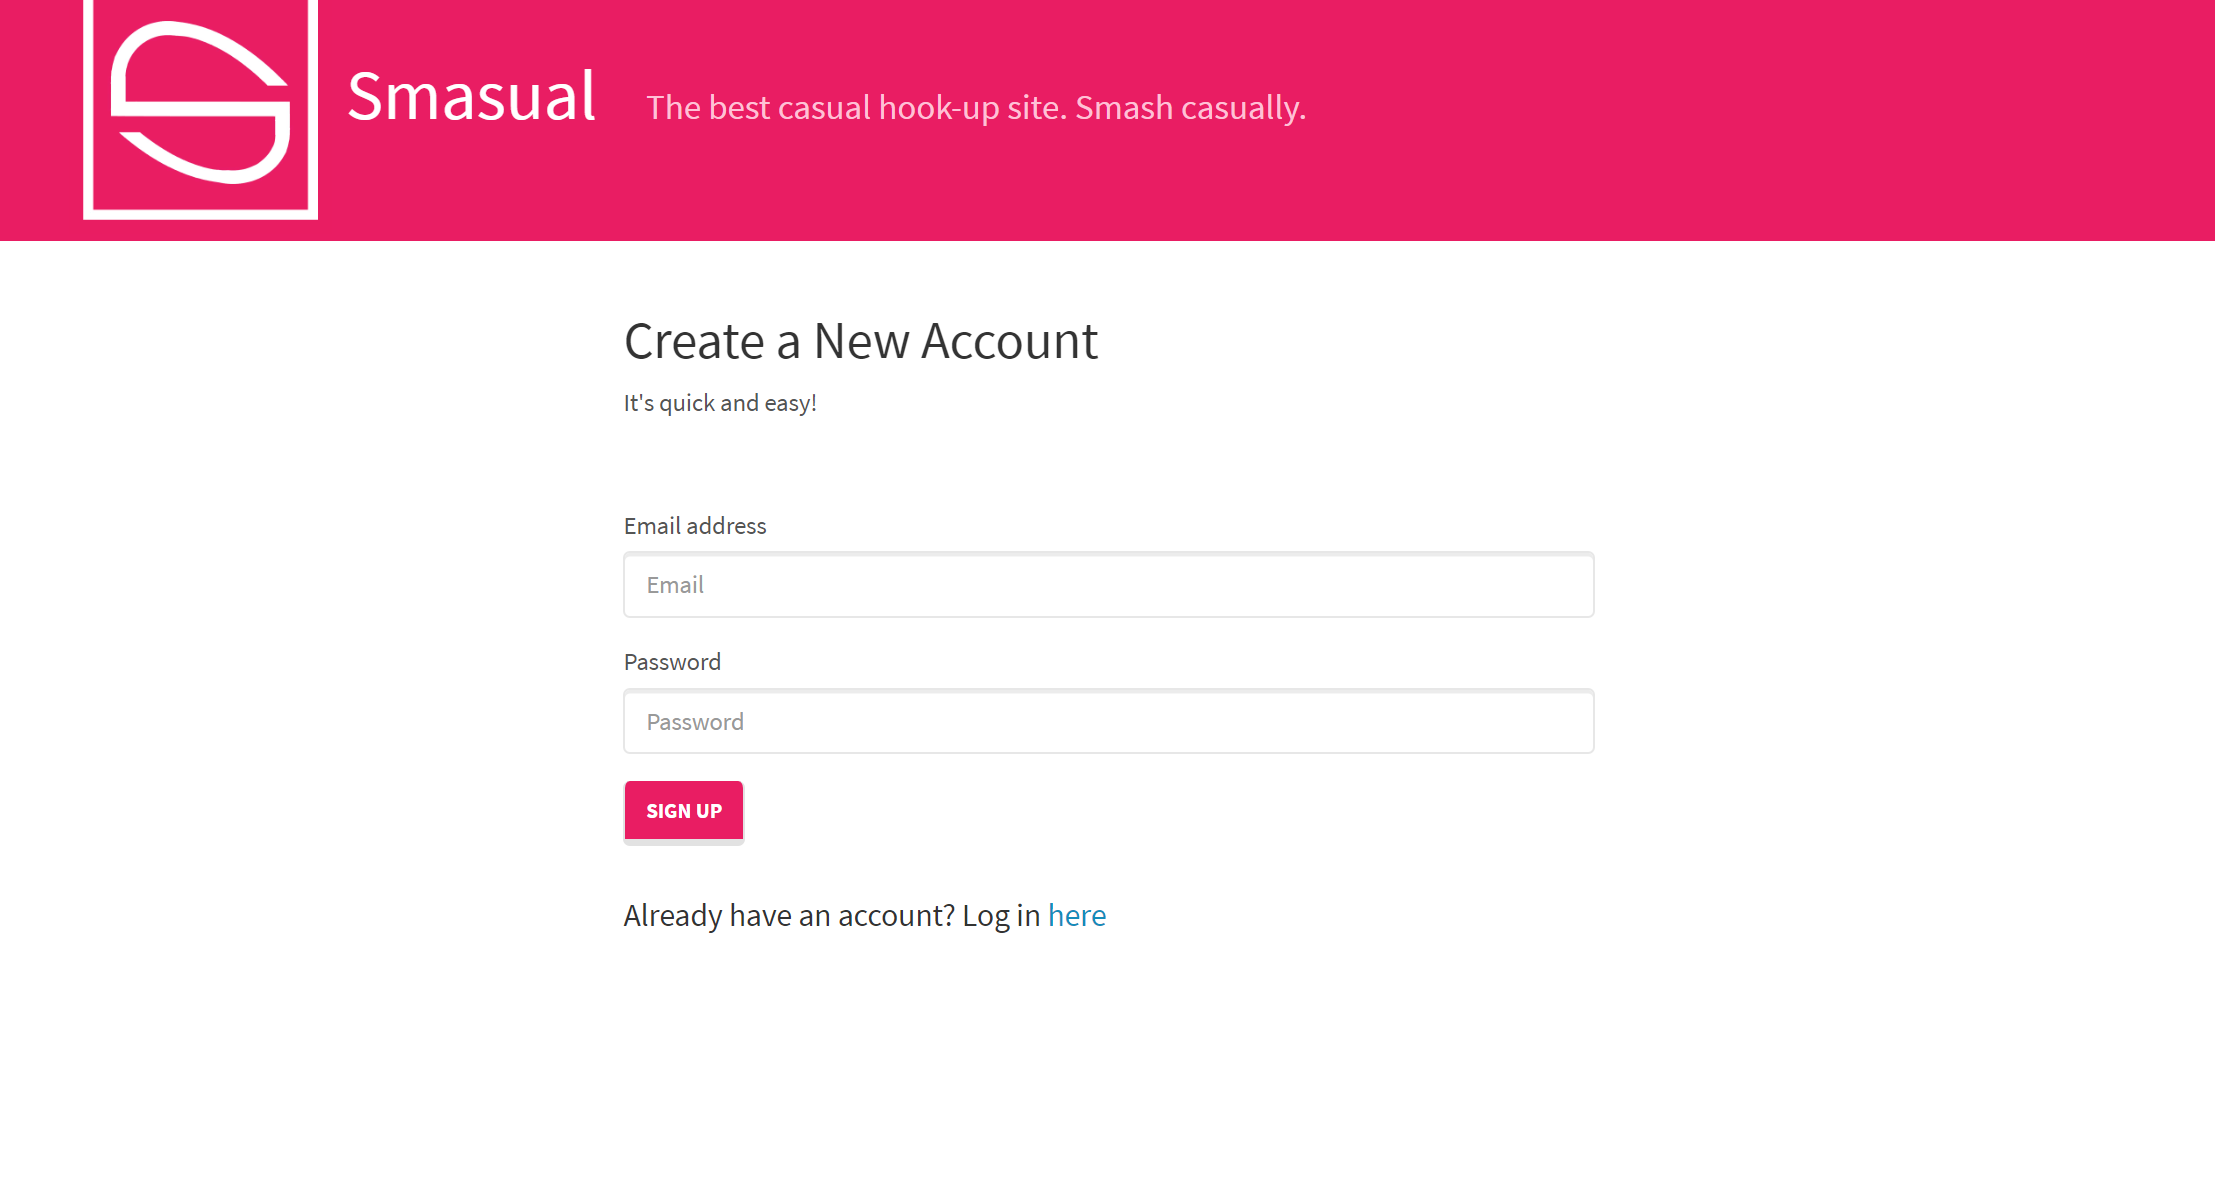 Smasual
The best casual hook-up site. Smash casually.
Create a New Account
It's quick and easy!
Email address
Email
Password
Password
SIGN UP
Already have an account? Log in here